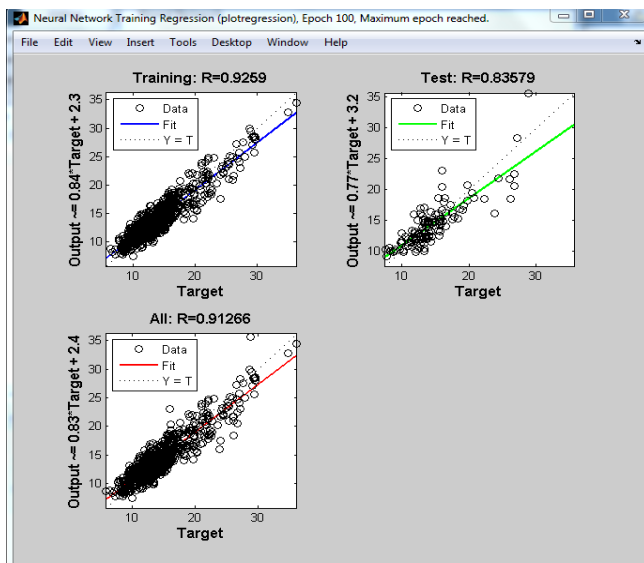 Neural Network Training Regression (plotregression), Epoch 100, Maximum epoch reached.
File Edit View Insert Tools Desktop Window Help
Training: R=0.9259
Output ~= 0.84*Target + 2.3
Data
Fit
Y = T
35
30
25
20
15
10
10 20 30
Target
Test: R=0.83579
Output ~= 0.77*Target + 3.2
Data
Fit
Y = T
35
30
25
20
15
10
10 20 30
Target
All: R=0.91266
Output ~= 0.83*Target + 2.4
Data
Fit
Y = T
35
30
25
20
15
10
10 20 30
Target